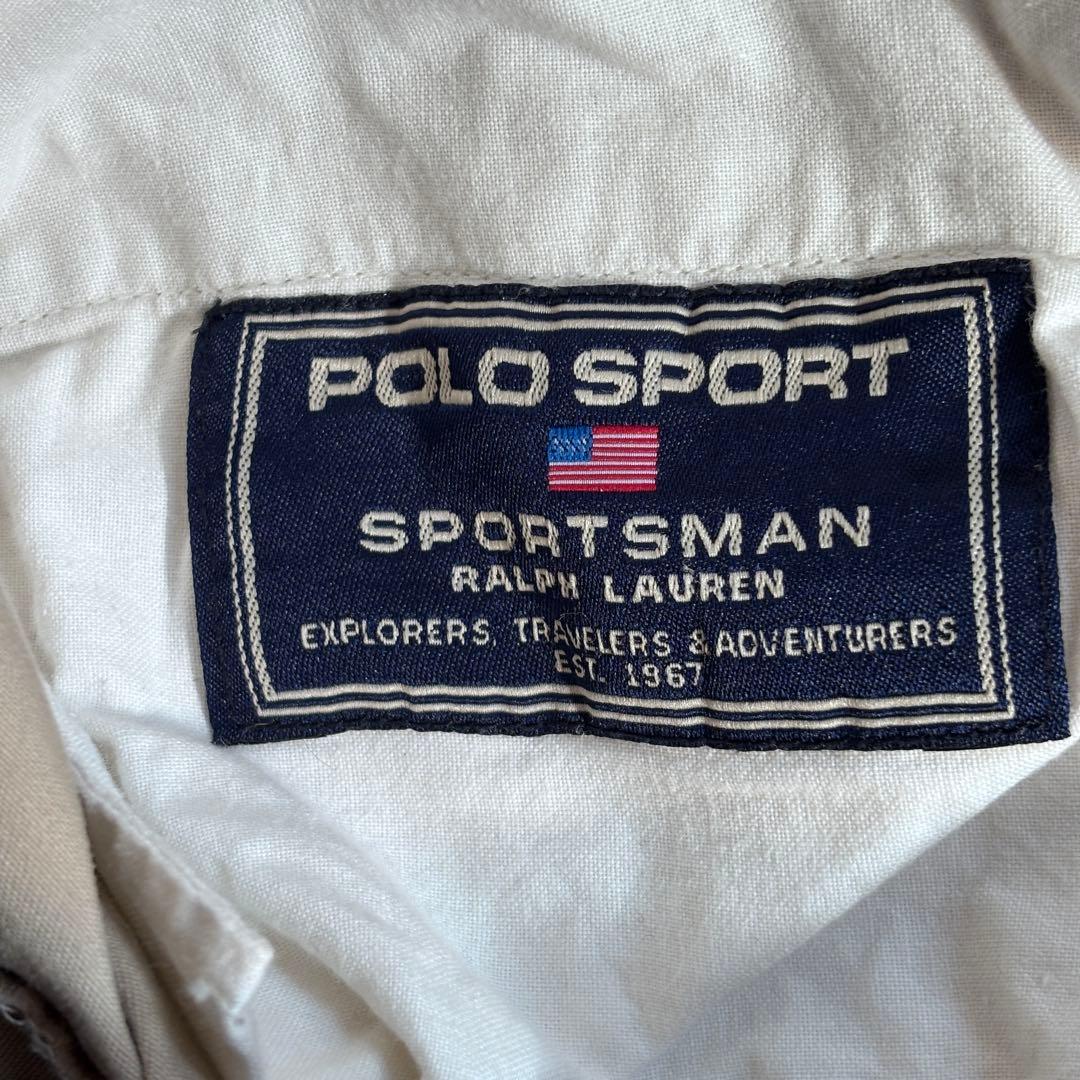 POLO SPORT
SPORTSMAN
RALPH LAUREN
EXPLORERS, TRAVELERS & ADVENTURERS
EST. 1967